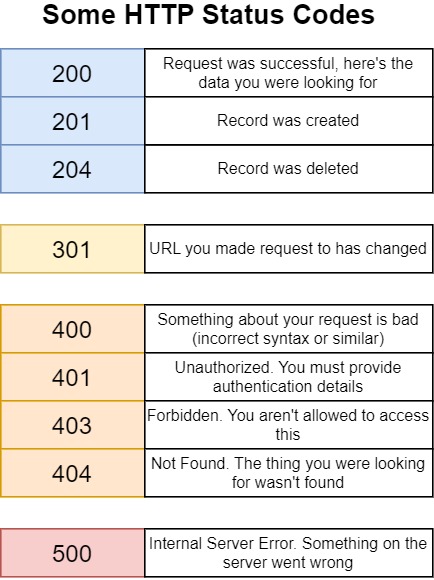 Some HTTP Status Codes
200
Request was successful, here's the
data you were looking for
201
Record was created
204
Record was deleted
301
URL you made request to has changed
400
Something about your request is bad
(incorrect syntax or similar)
401
Unauthorized. You must provide
authentication details
403
Forbidden. You aren't allowed to access
this
404
Not Found. The thing you were looking
for wasn't found
500
Internal Server Error. Something on the
server went wrong